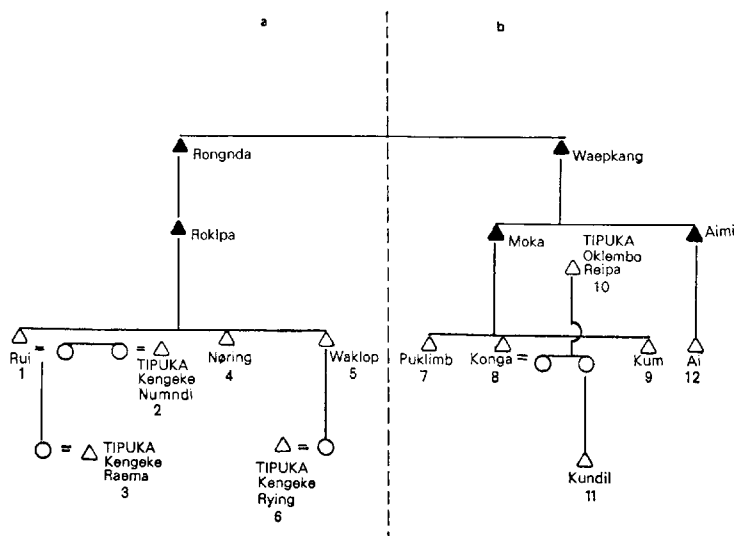 a
b
Rongnda
Waepkang
Roklpa
Moka
TIPUKA
Oklembo
Reipa
10
Aimi
Rui
1
=
=
TIPUKA
Kengeke
Numndi
2
Nøring
4
Waklop
5
Puklimb
7
Konga =
8
Kum
9
Ai
12
=
TIPUKA
Kengeke
Raema
3
=
TIPUKA
Kengeke
Rying
6
Kundil
11